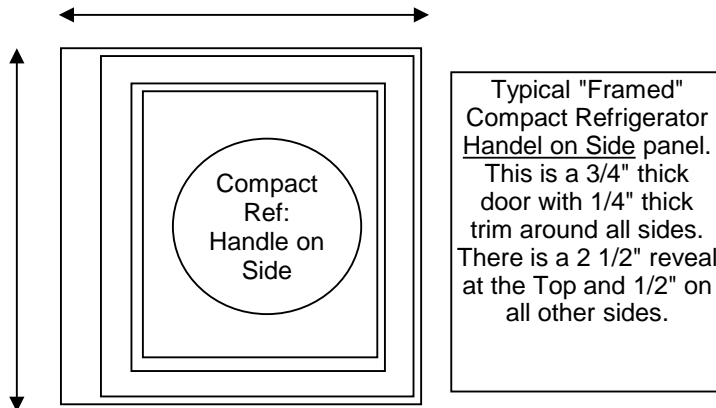 Compact
Ref:
Handle on
Side
Typical "Framed"
Compact Refrigerator
Handel on Side panel.
This is a 3/4" thick
door with 1/4" thick
trim around all sides.
There is a 2 1/2" reveal
at the Top and 1/2" on
all other sides.